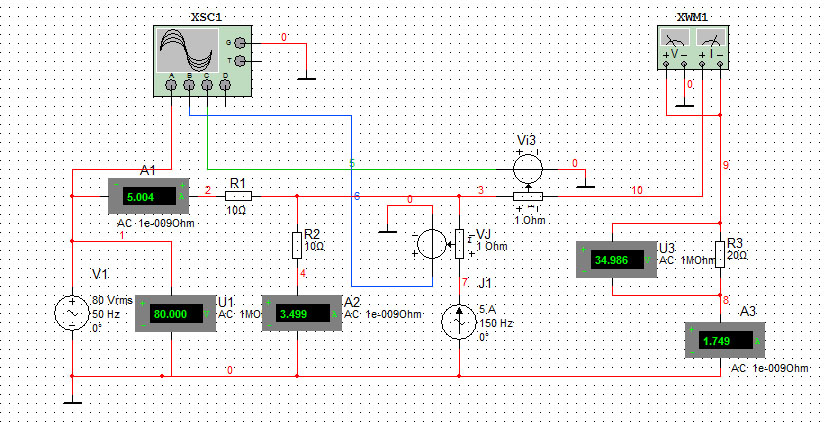 XSC1
XWM1
G
T
A B C D
0
+ V - + I -
0
Vi3
5
0
9
A1
5.004
A
AC 1e-009Ohm
2
R1
10Ω
6
0
3
1 Ohm
10
R2
10Ω
VJ
1 Ohm
U3
34.986
V
AC 1MOhm
R3
20Ω
1
4
7
8
V1
80 Vrms
50 Hz
0°
U1
80.000
V
AC 1MO
A2
3.499
A
AC 1e-009Ohm
J1
5 A
150 Hz
0°
A3
1.749
A
AC 1e-009Ohm
0